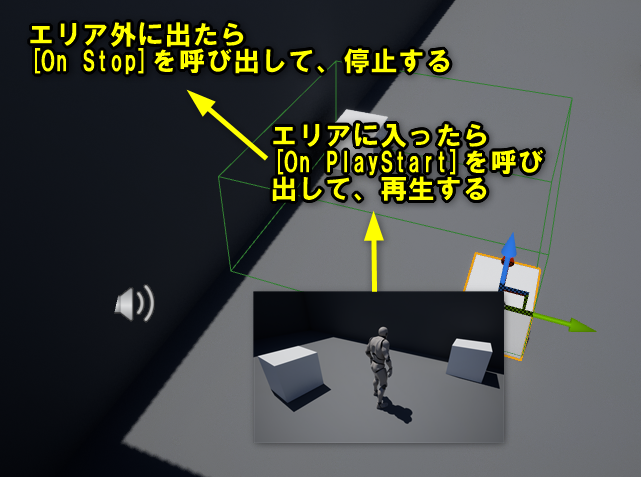 エリア外に出たら
[On Stop]を呼び出して、停止する
エリアに入ったら
[On PlayStart]を呼び
出して、再生する